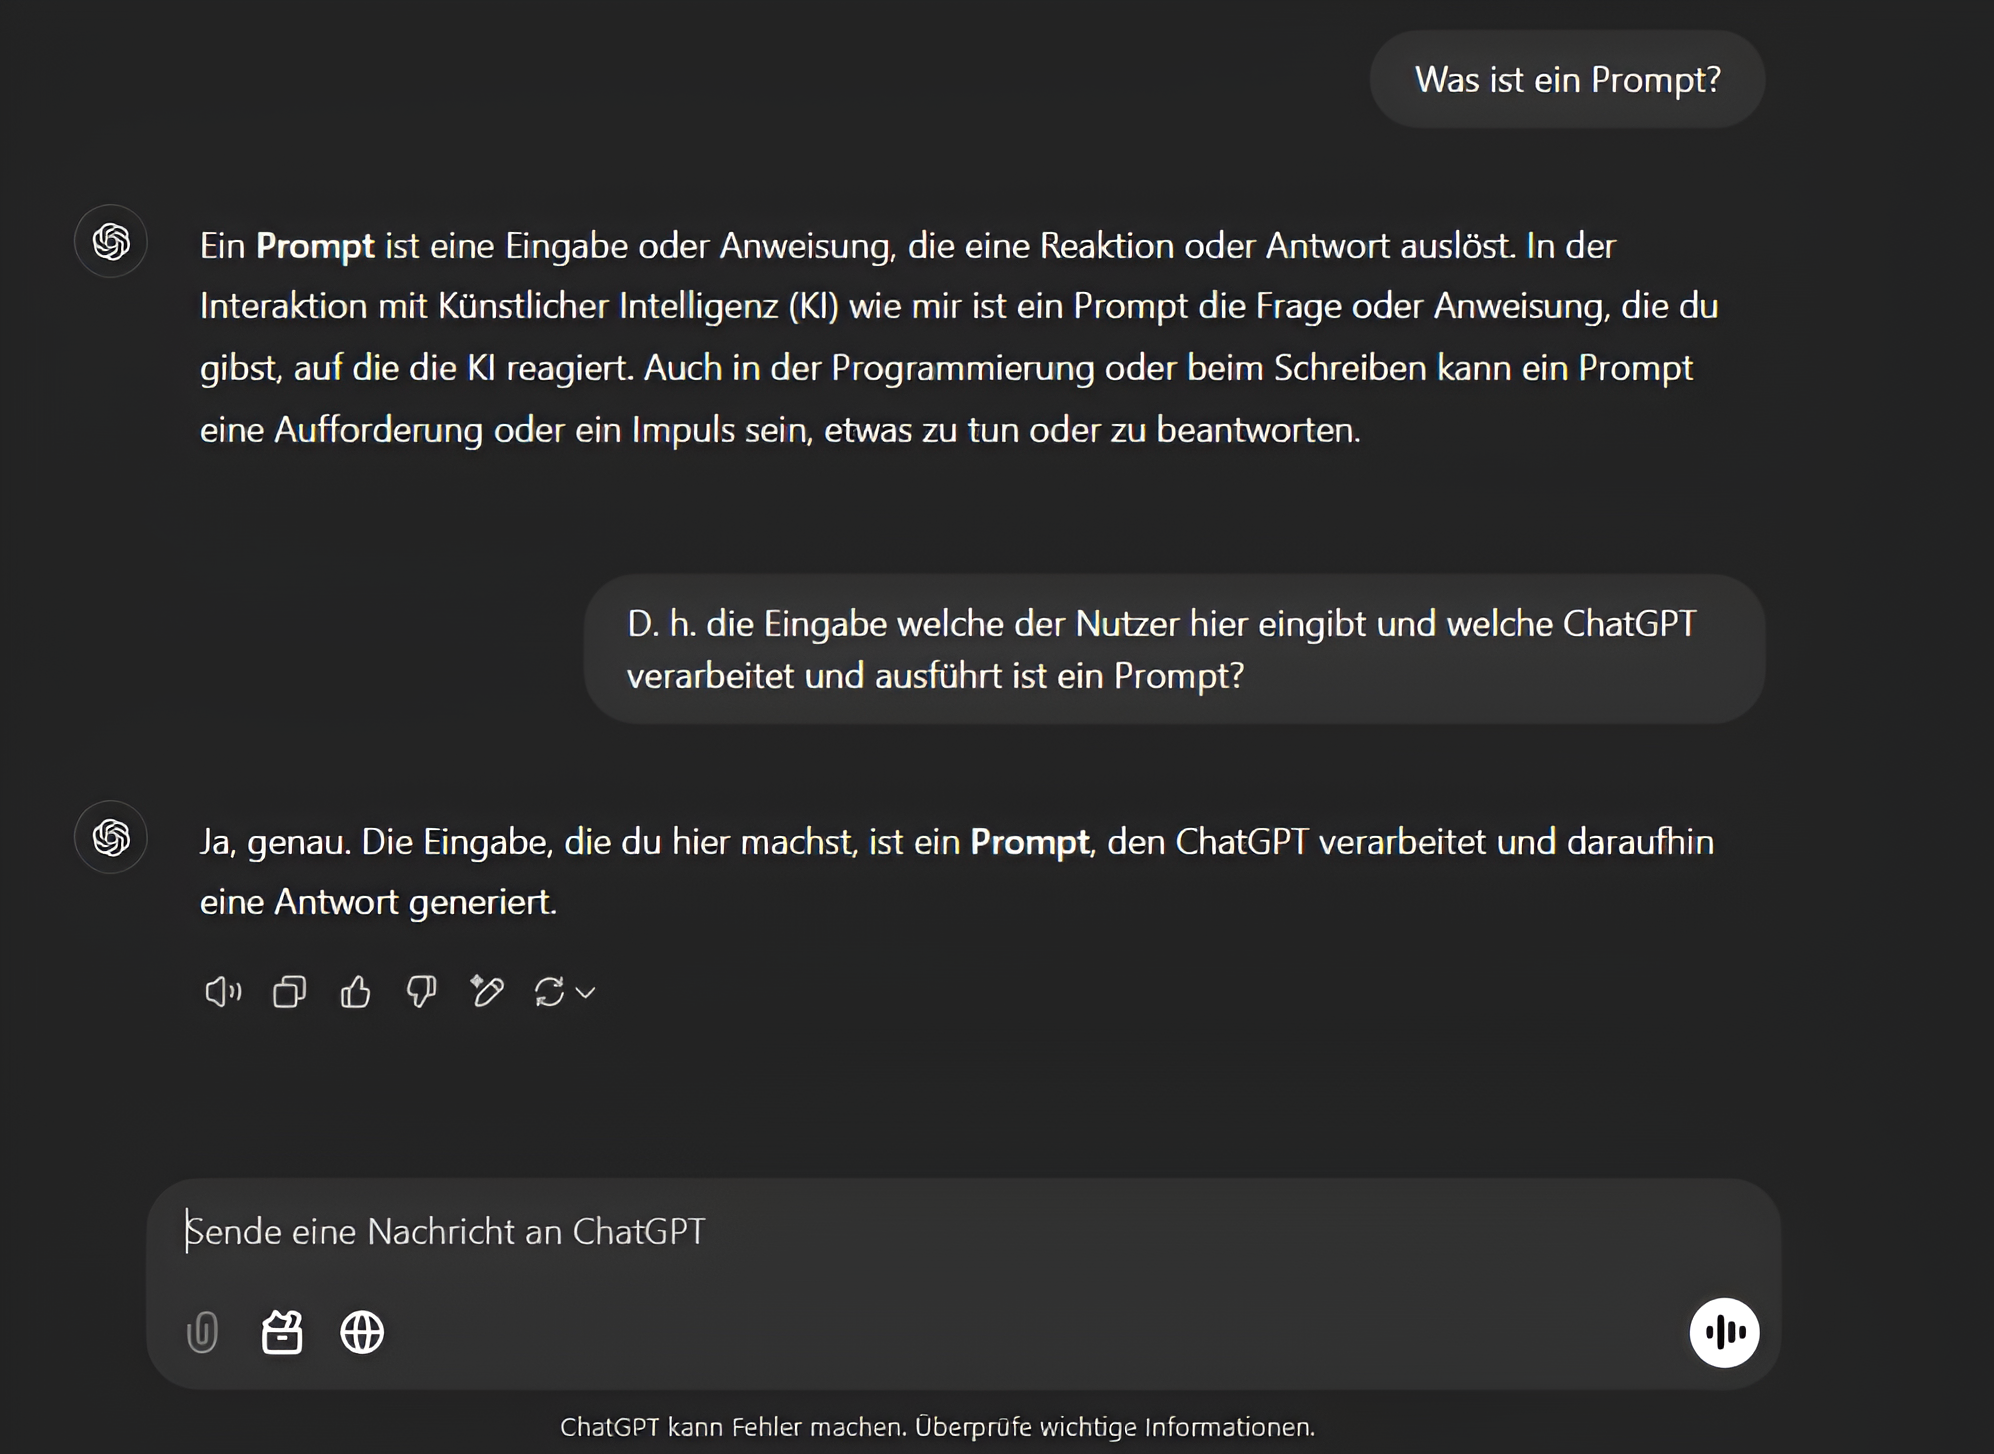 Was ist ein Prompt?
Ein Prompt ist eine Eingabe oder Anweisung, die eine Reaktion oder Antwort auslöst. In der
Interaktion mit Künstlicher Intelligenz (KI) wie mir ist ein Prompt die Frage oder Anweisung, die du
gibst, auf die die KI reagiert. Auch in der Programmierung oder beim Schreiben kann ein Prompt
eine Aufforderung oder ein Impuls sein, etwas zu tun oder zu beantworten.
D. h. die Eingabe welche der Nutzer hier eingibt und welche ChatGPT
verarbeitet und ausführt ist ein Prompt?
Ja, genau. Die Eingabe, die du hier machst, ist ein Prompt, den ChatGPT verarbeitet und daraufhin
eine Antwort generiert.
Sende eine Nachricht an ChatGPT
ChatGPT kann Fehler machen. Überprüfe wichtige Informationen.